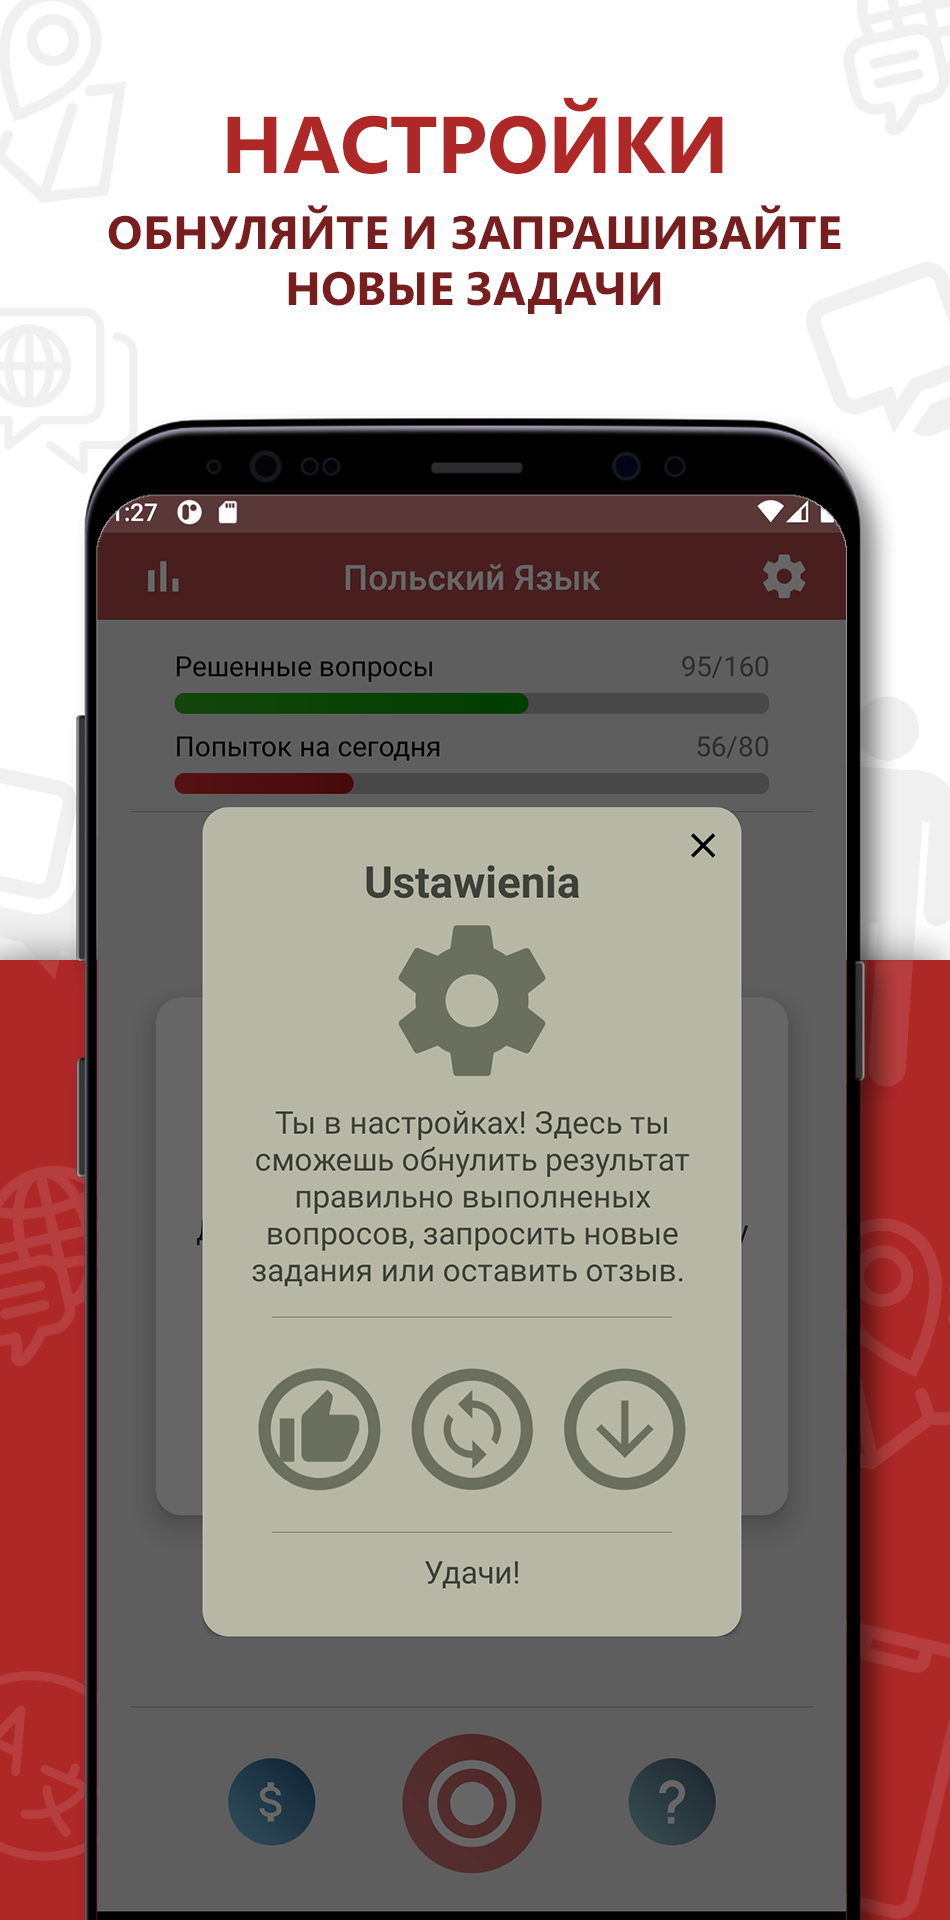 НАСТРОЙКИ
ОБНУЛЯЙТЕ И ЗАПРАШИВАЙТЕ
НОВЫЕ ЗАДАЧИ
1:27
Польский Язык
Решенные вопросы 95/160
Попыток на сегодня 56/80
Ustawienia
Ты в настройках! Здесь ты
сможешь обнулить результат
правильно выполненых
вопросов, запросить новые
задания или оставить отзыв.
Удачи!
$ ?